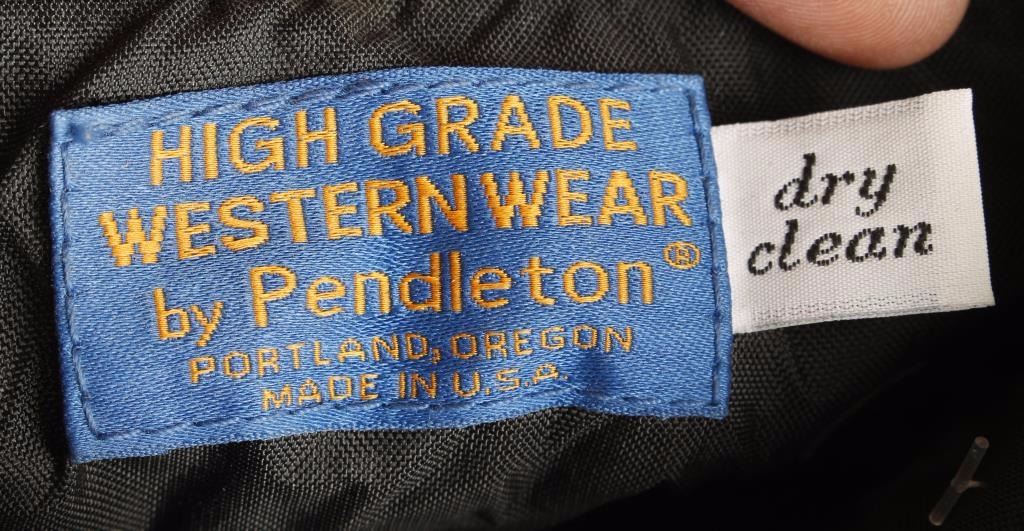 HIGH GRADE
WESTERN WEAR
by Pendleton®
PORTLAND, OREGON
MADE IN U.S.A.
dry
clean